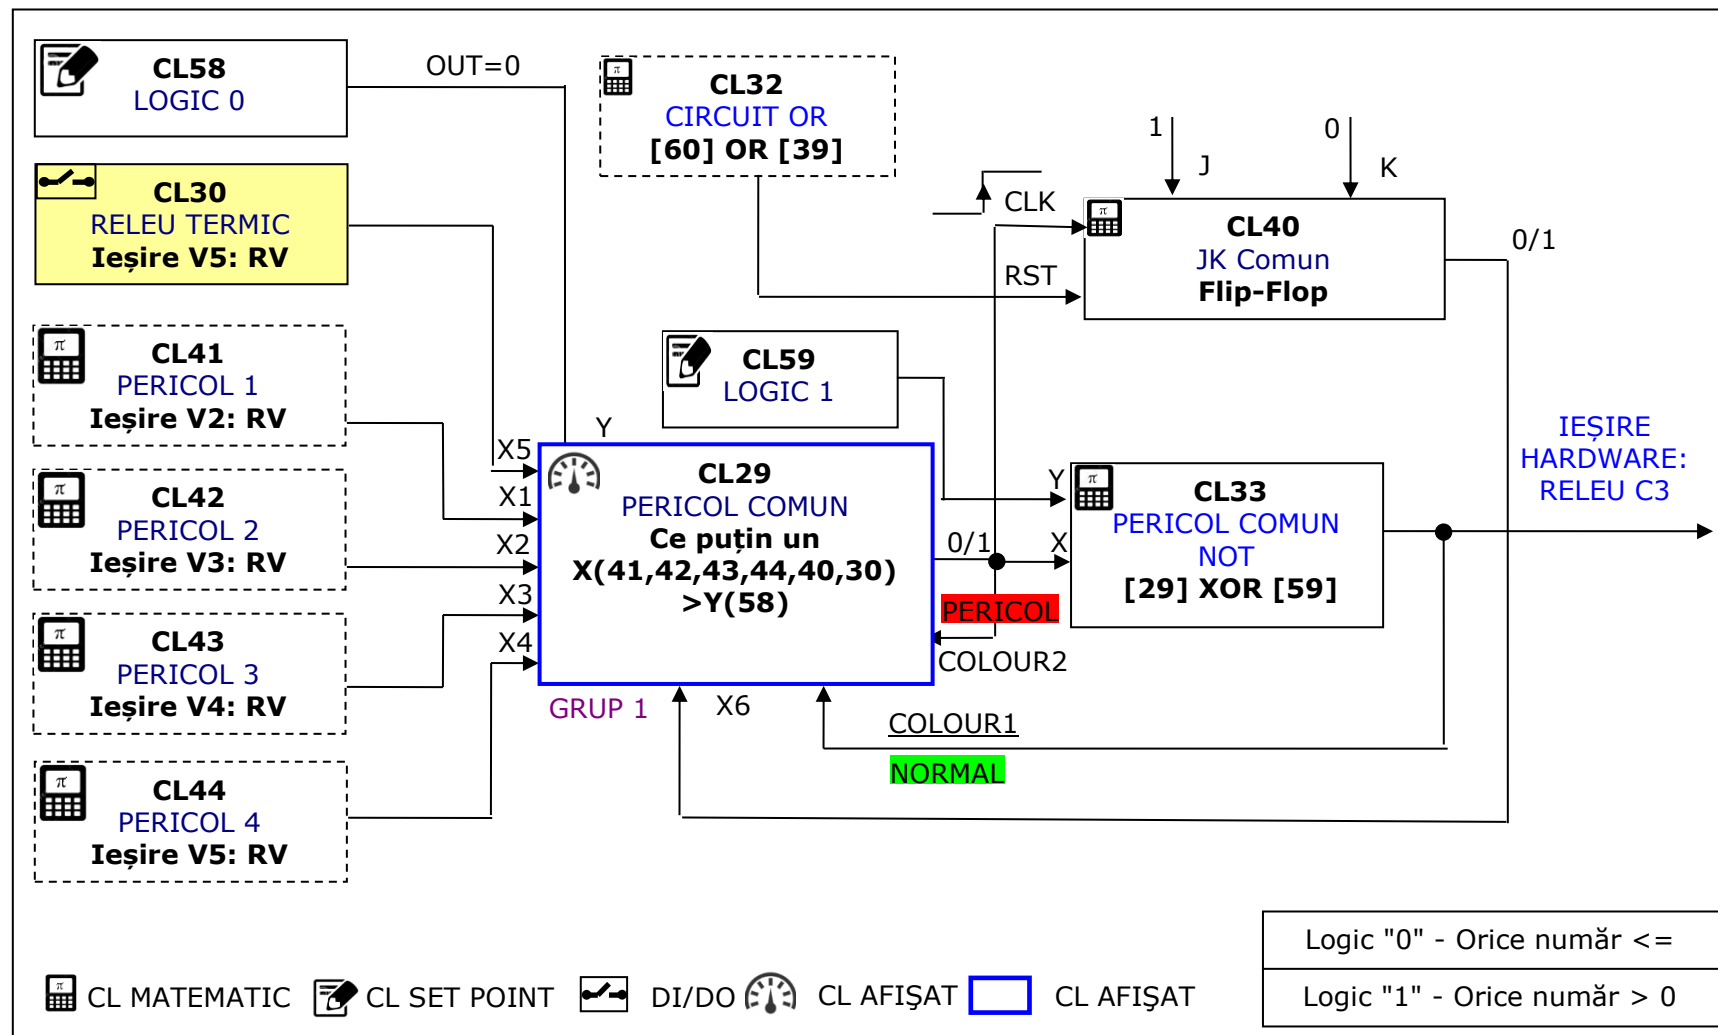 CL58
LOGIC 0
OUT=0
CL30
RELEU TERMIC
Ieșire V5: RV
CL41
PERICOL 1
Ieșire V2: RV
CL42
PERICOL 2
Ieșire V3: RV
CL43
PERICOL 3
Ieșire V4: RV
CL44
PERICOL 4
Ieșire V5: RV
CL32
CIRCUIT OR
[60] OR [39]
1
J
0
K
CLK
RST
CL40
JK Comun
Flip-Flop
0/1
CL59
LOGIC 1
Y
X5
X1
X2
X3
X4
CL29
PERICOL COMUN
Ce puțin un
X(41,42,43,44,40,30)
>Y(58)
GRUP 1
X6
0/1
PERICOL
COLOUR2
COLOUR1
NORMAL
Y
X
CL33
PERICOL COMUN
NOT
[29] XOR [59]
IEȘIRE
HARDWARE:
RELEU C3
Logic "0" - Orice număr <=
Logic "1" - Orice număr > 0
CL MATEMATIC
CL SET POINT
DI/DO
CL AFIŞAT
CL AFIŞAT